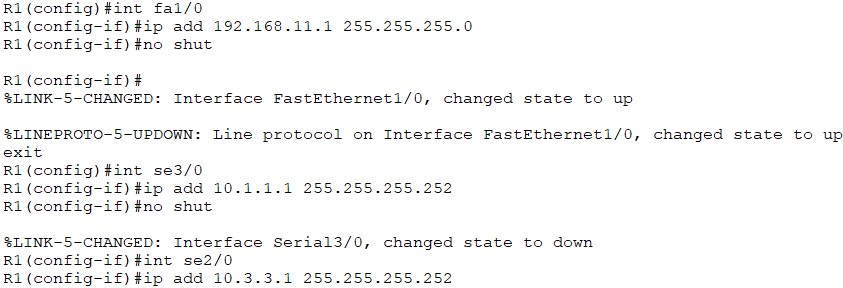 R1(config)#int fa1/0
R1(config-if)#ip add 192.168.11.1 255.255.255.0
R1(config-if)#no shut
R1(config-if)#
%LINK-5-CHANGED: Interface FastEthernet1/0, changed state to up
%LINEPROTO-5-UPDOWN: Line protocol on Interface FastEthernet1/0, changed state to up
exit
R1(config)#int se3/0
R1(config-if)#ip add 10.1.1.1 255.255.255.252
R1(config-if)#no shut
%LINK-5-CHANGED: Interface Serial3/0, changed state to down
R1(config-if)#int se2/0
R1(config-if)#ip add 10.3.3.1 255.255.255.252